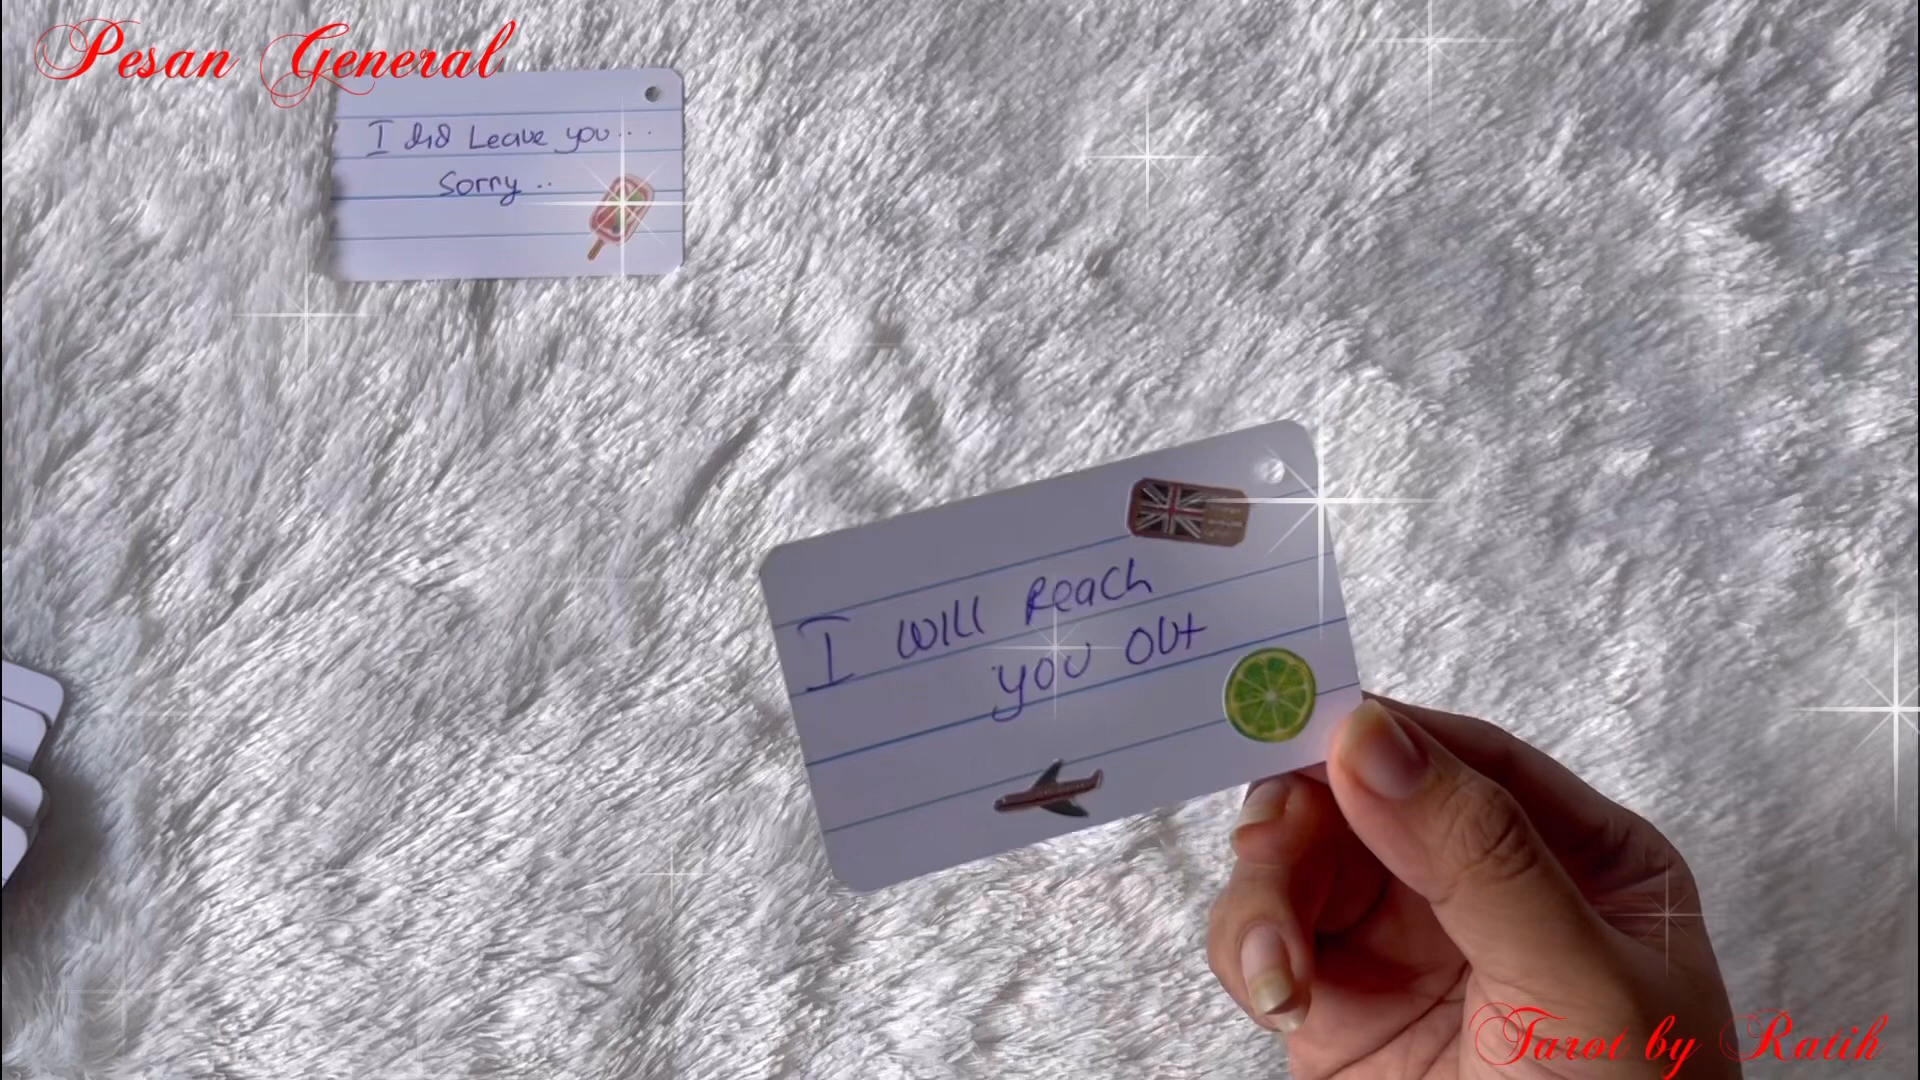 Pesan General
I did Leave you...
Sorry ..
I will Reach
you out
Tarot by Ratih